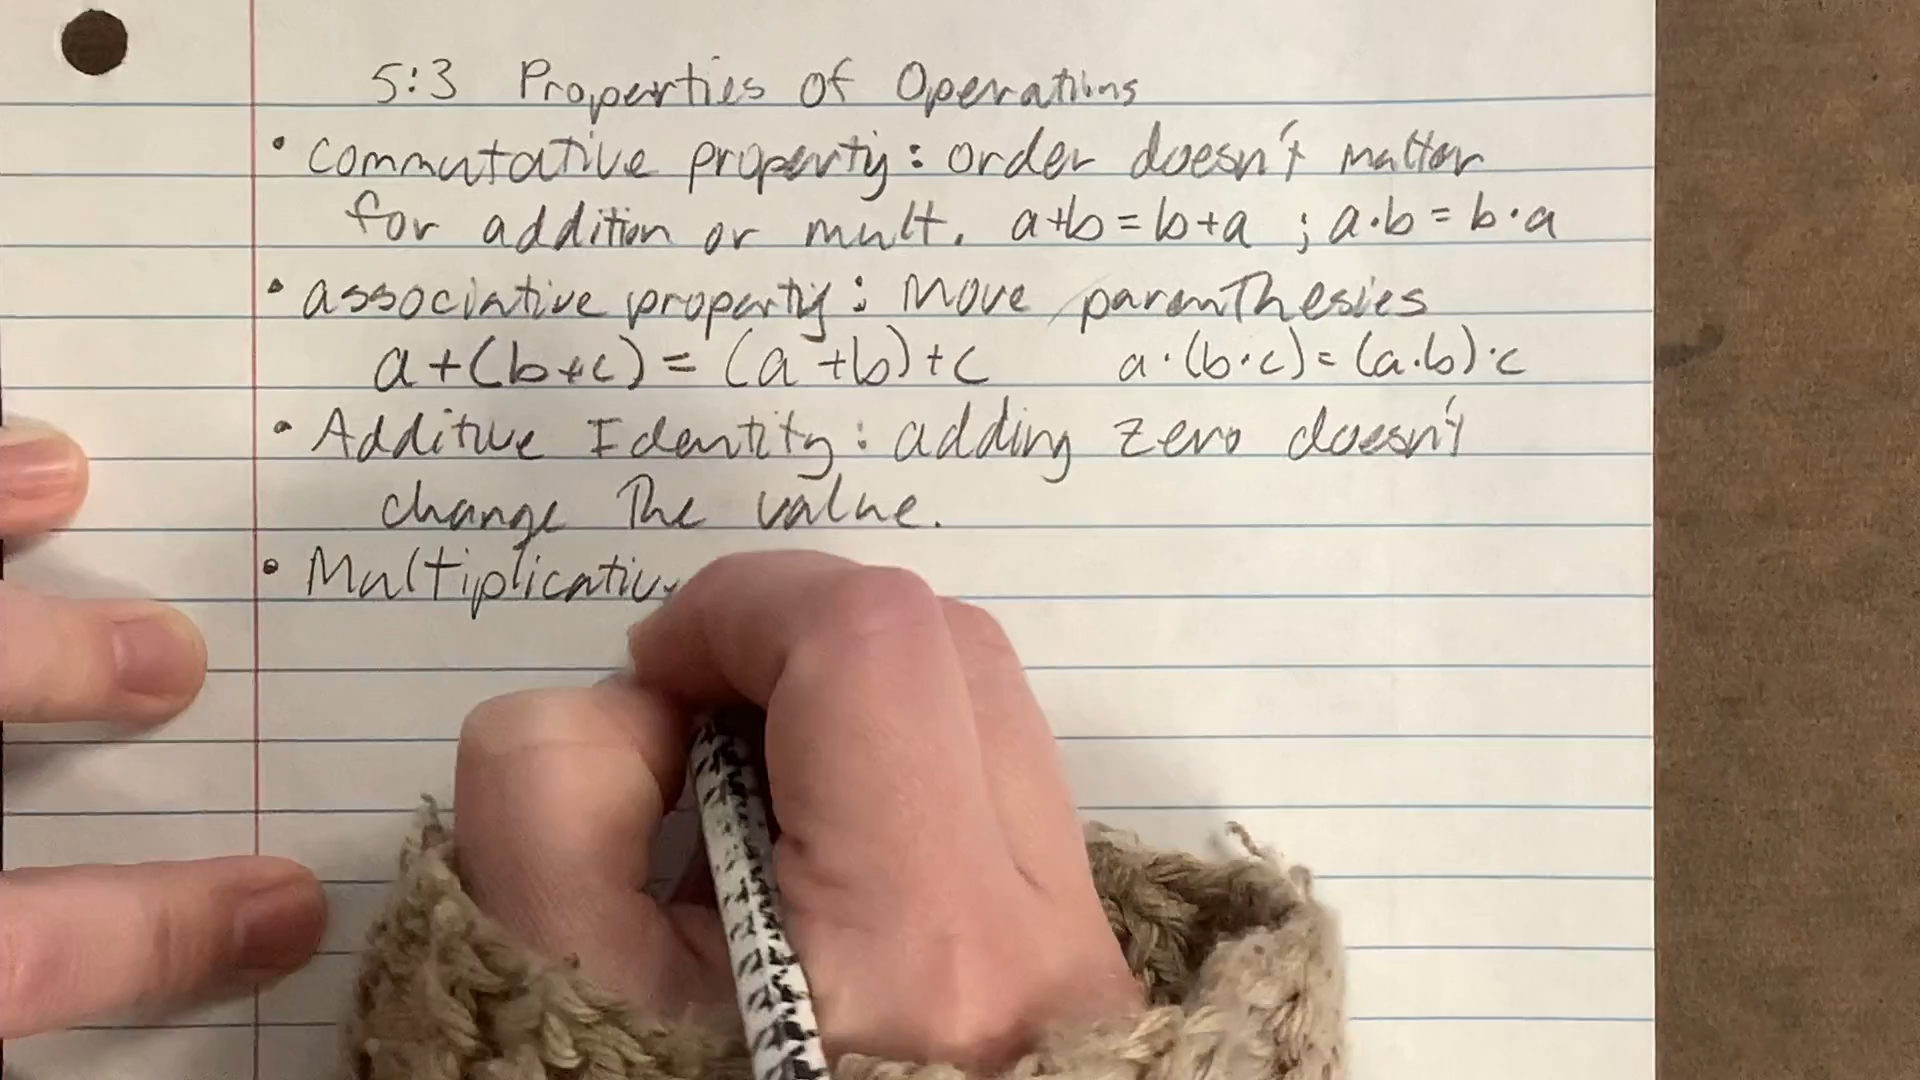 5:3 Properties of Operations
• commutative property: order doesn't matter
for addition or mult. a+b = b+a ; a·b = b·a
• associative property: Move parenthesies
a+(b+c) = (a+b)+c a·(b·c) = (a·b)·c
• Additive Identity: adding zero doesn't
change The value.
• Multiplicativ